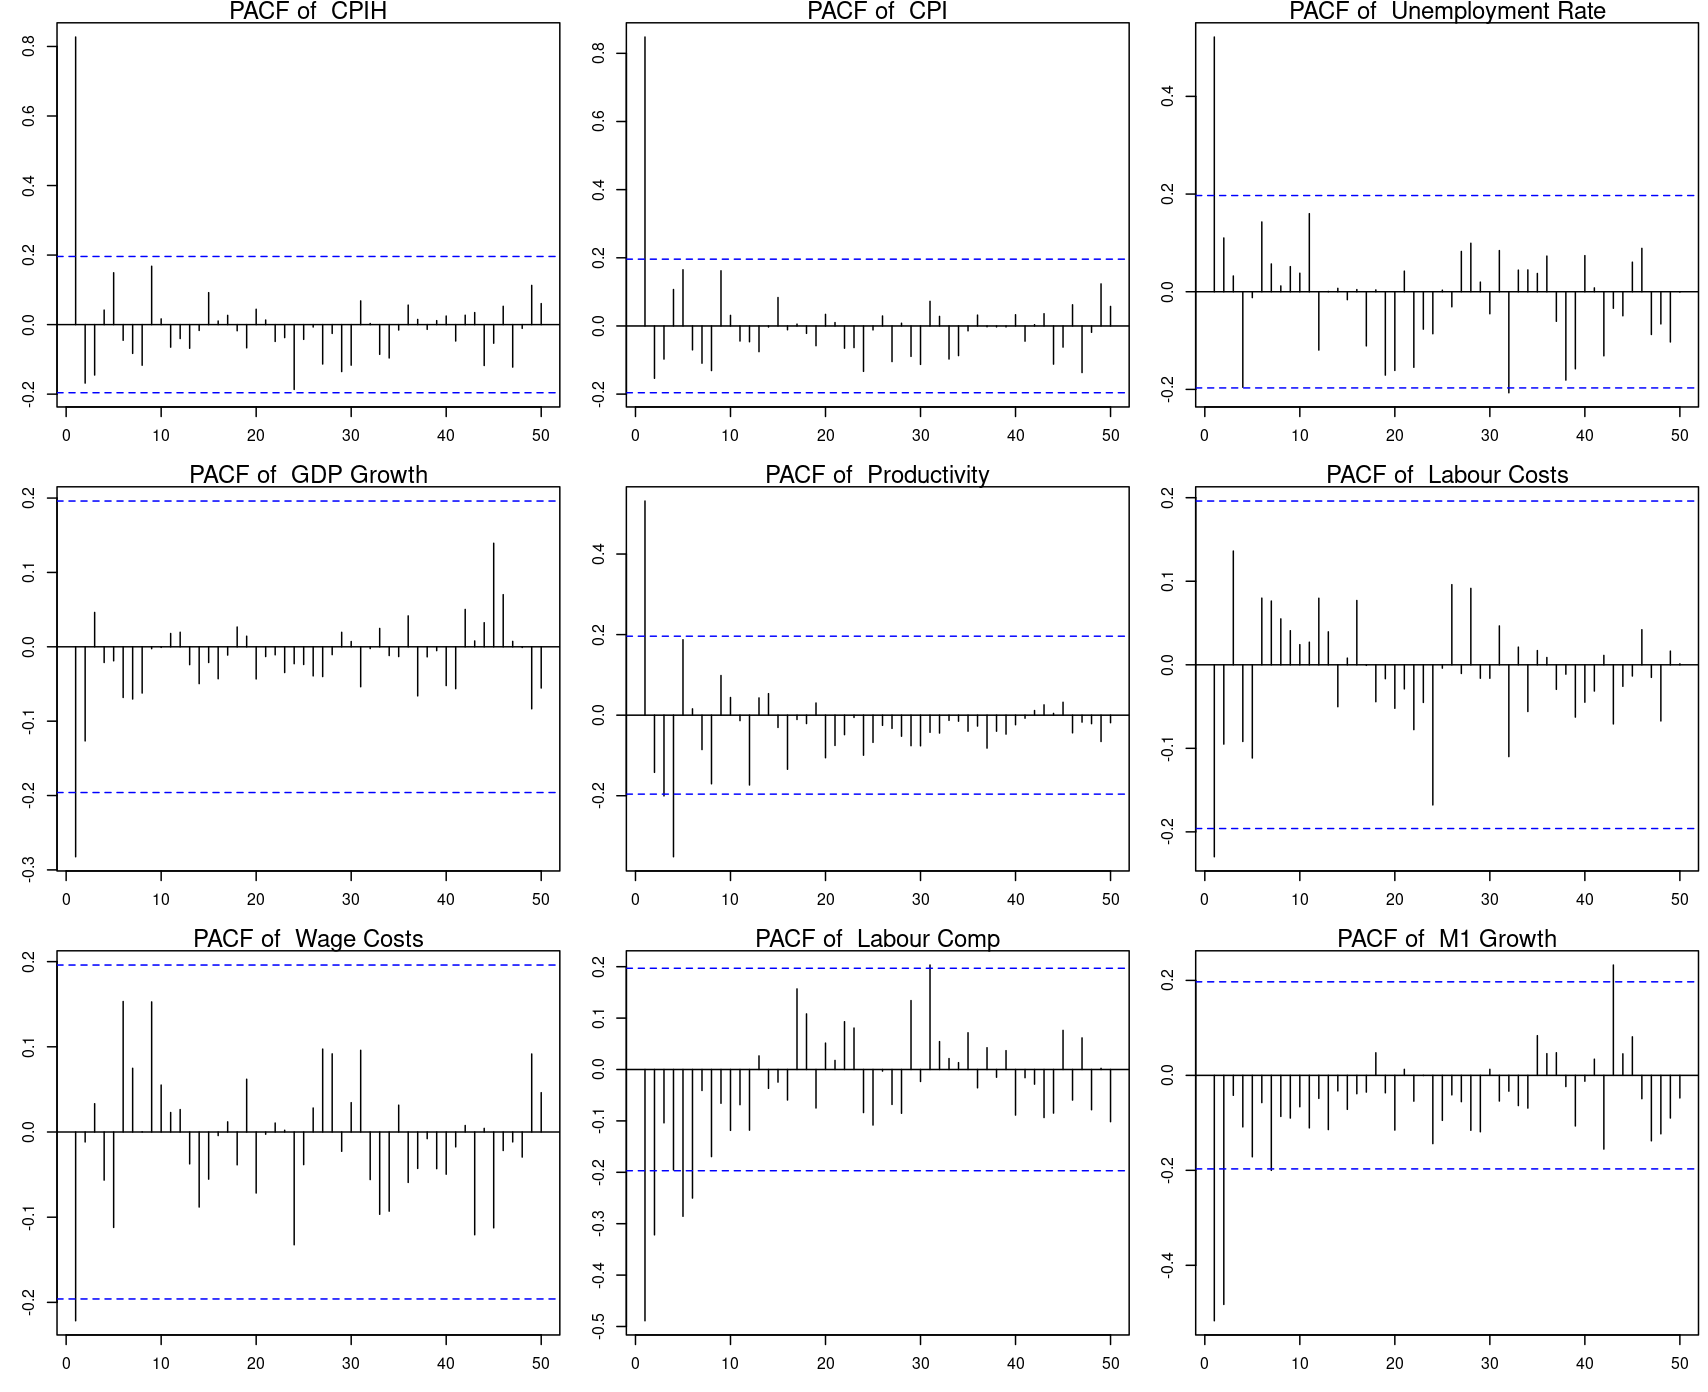 PACF of  CPIH
0.8
0.6
0.4
0.2
0.0
-0.2
0 10 20 30 40 50
PACF of  CPI
0.8
0.6
0.4
0.2
0.0
-0.2
0 10 20 30 40 50
PACF of  Unemployment Rate
0.4
0.2
0.0
-0.2
0 10 20 30 40 50
PACF of  GDP Growth
0.2
0.1
0.0
-0.1
-0.2
-0.3
0 10 20 30 40 50
PACF of  Productivity
0.4
0.2
0.0
-0.2
0 10 20 30 40 50
PACF of  Labour Costs
0.2
0.1
0.0
-0.1
-0.2
0 10 20 30 40 50
PACF of  Wage Costs
0.2
0.1
0.0
-0.1
-0.2
0 10 20 30 40 50
PACF of  Labour Comp
0.2
0.1
0.0
-0.1
-0.2
-0.3
-0.4
-0.5
0 10 20 30 40 50
PACF of  M1 Growth
0.2
0.0
-0.2
-0.4
0 10 20 30 40 50